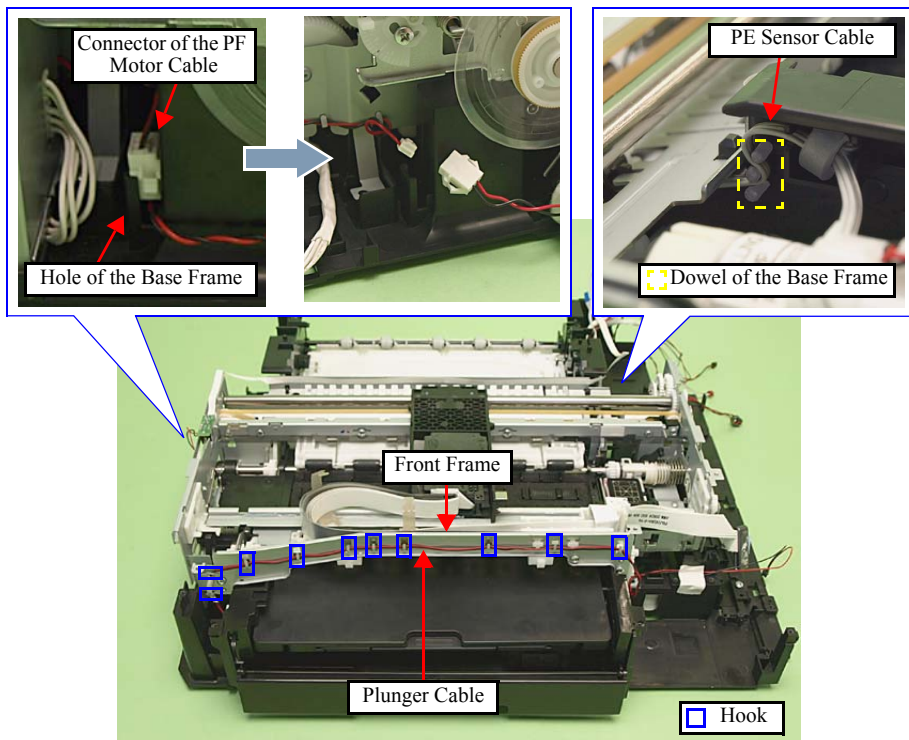 Connector of the PF
Motor Cable
Hole of the Base Frame
PE Sensor Cable
Dowel of the Base Frame
Front Frame
Plunger Cable
Hook